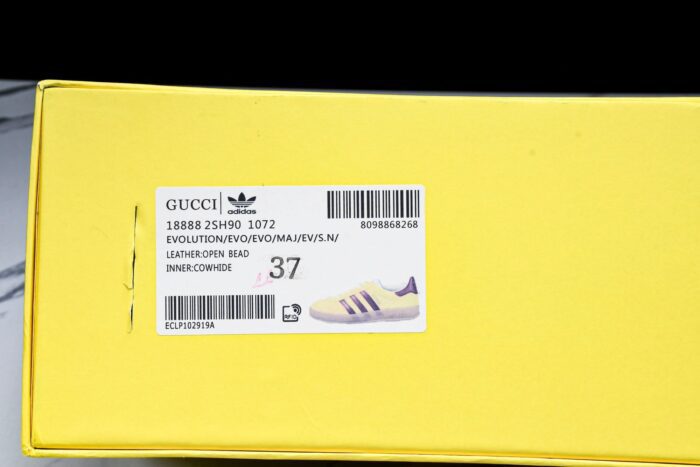 GUCCI adidas
18888 2SH90 1072
8098868268
EVOLUTION/EVO/EVO/MAJ/EV/S.N/
LEATHER:OPEN BEAD
INNER:COWHIDE
37
ECLP102919A
RFID